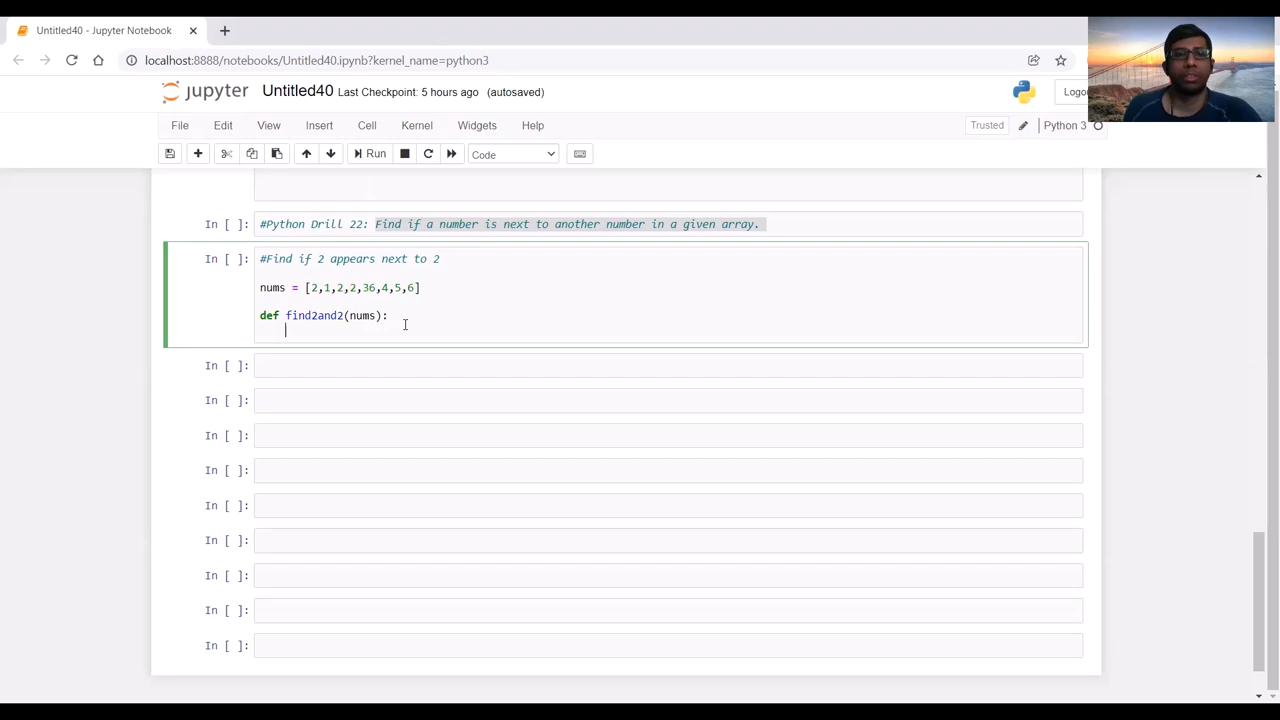 Untitled40 - Jupyter Notebook
localhost:8888/notebooks/Untitled40.ipynb?kernel_name=python3
jupyter Untitled40 Last Checkpoint: 5 hours ago (autosaved)
File Edit View Insert Cell Kernel Widgets Help Trusted Python 3
Run Code
In [ ]: #Python Drill 22: Find if a number is next to another number in a given array.
In [ ]: #Find if 2 appears next to 2
nums = [2,1,2,2,36,4,5,6]
def find2and2(nums):
In [ ]:
In [ ]:
In [ ]:
In [ ]:
In [ ]:
In [ ]:
In [ ]:
In [ ]:
In [ ]: